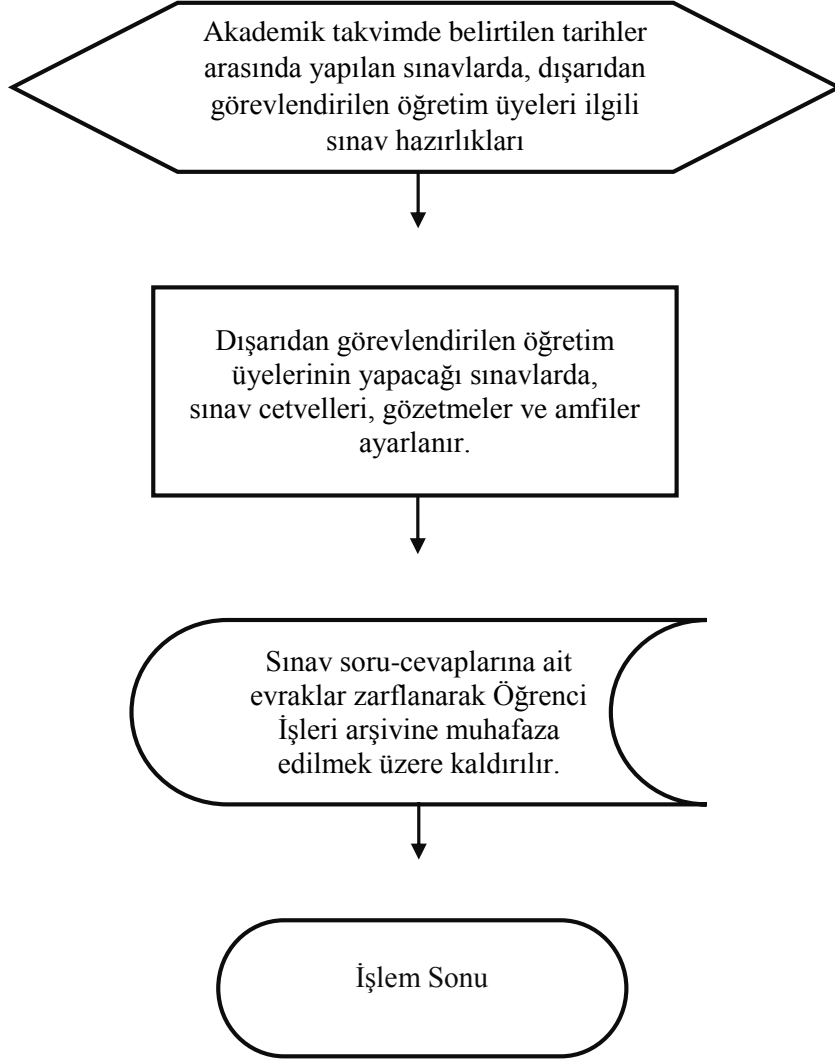 Akademik takvimde belirtilen tarihler
arasında yapılan sınavlarda, dışarıdan
görevlendirilen öğretim üyeleri ilgili
sınav hazırlıkları
Dışarıdan görevlendirilen öğretim
üyelerinin yapacağı sınavlarda,
sınav cetvelleri, gözetmeler ve amfiler
ayarlanır.
Sınav soru-cevaplarına ait
evraklar zarflanarak Öğrenci
İşleri arşivine muhafaza
edilmek üzere kaldırılır.
İşlem Sonu